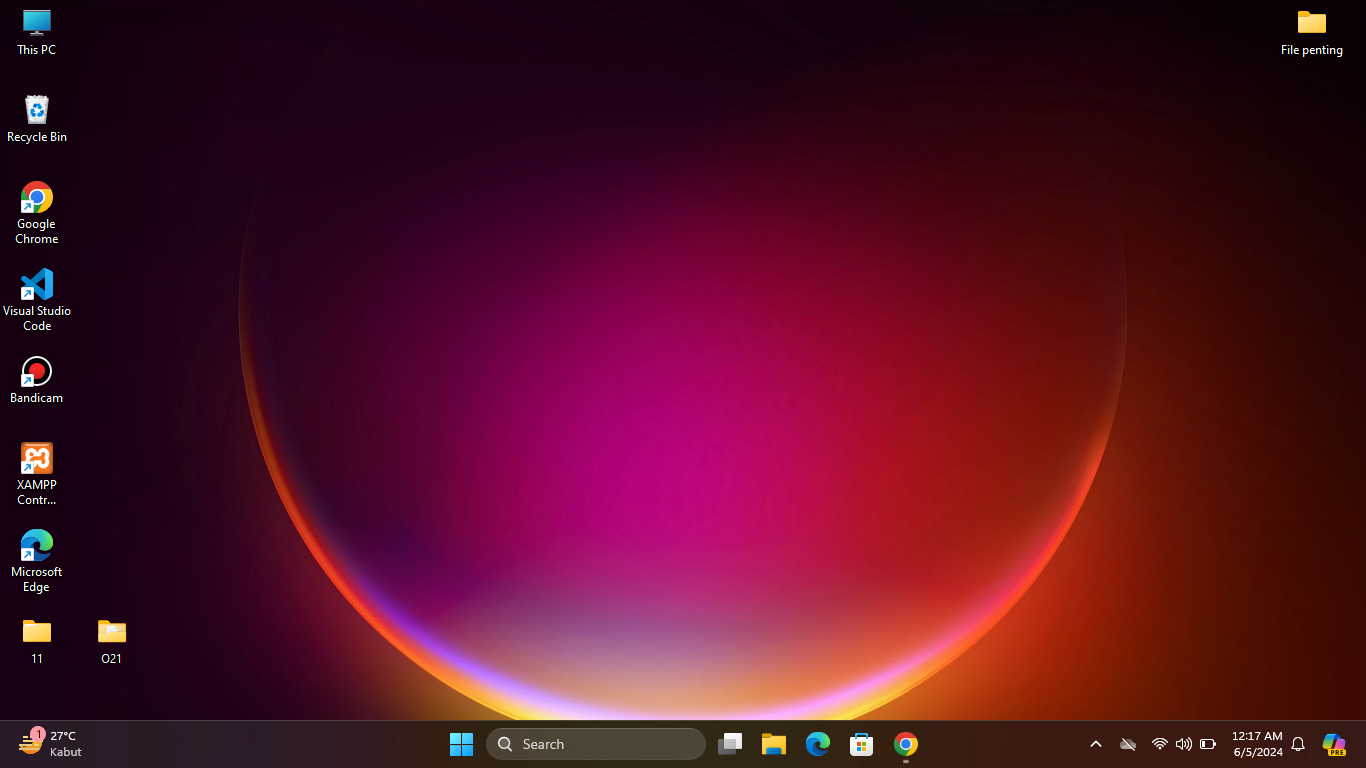 This PC
File penting
Recycle Bin
Google
Chrome
Visual Studio
Code
Bandicam
XAMPP
Contr...
Microsoft
Edge
11
O21
1
27°C
Kabut
Search
12:17 AM
6/5/2024
PRE